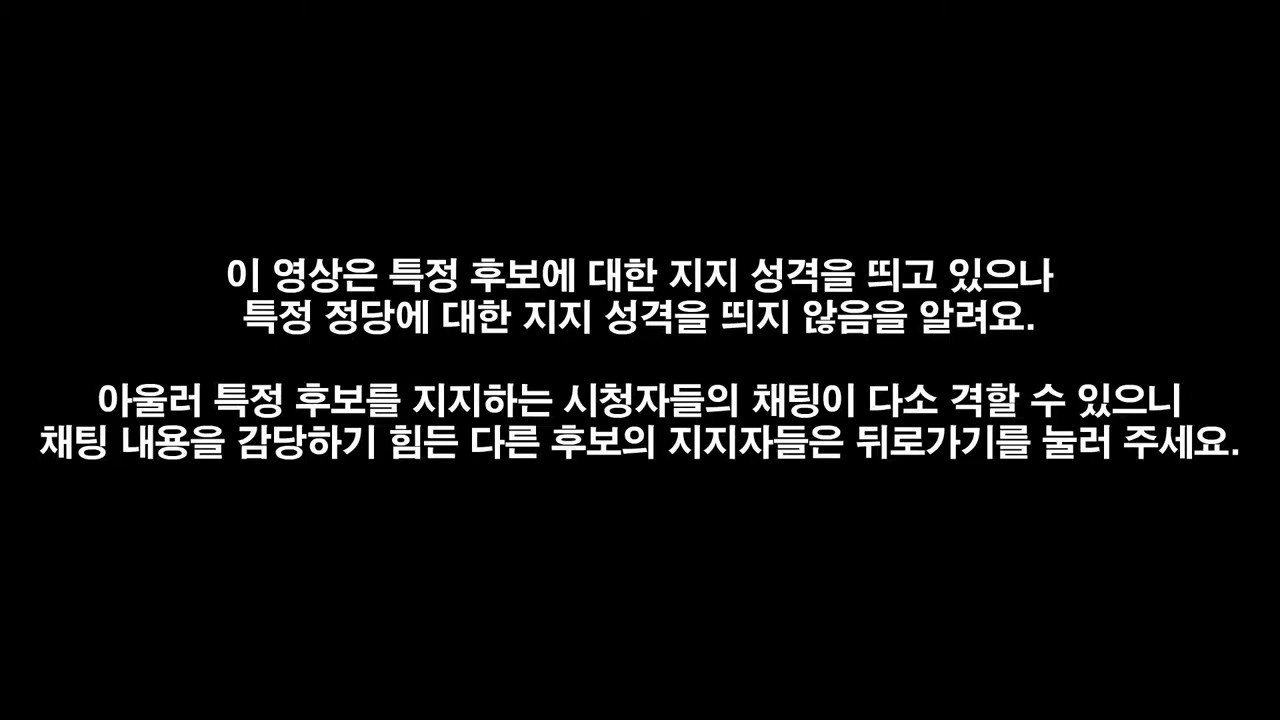 이 영상은 특정 후보에 대한 지지 성격을 띄고 있으나
특정 정당에 대한 지지 성격을 띄지 않음을 알려요.
아울러 특정 후보를 지지하는 시청자들의 채팅이 다소 격할 수 있으니
채팅 내용을 감당하기 힘든 다른 후보의 지지자들은 뒤로가기를 눌러 주세요.